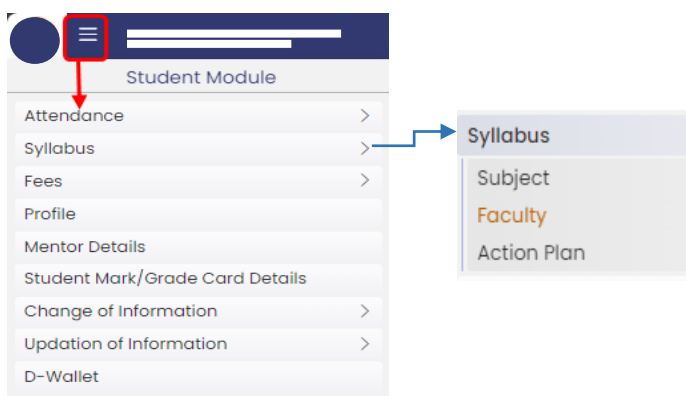 Student Module
Attendance
Syllabus
Fees
Profile
Mentor Details
Student Mark/Grade Card Details
Change of Information
Updation of Information
D-Wallet
Syllabus
Subject
Faculty
Action Plan